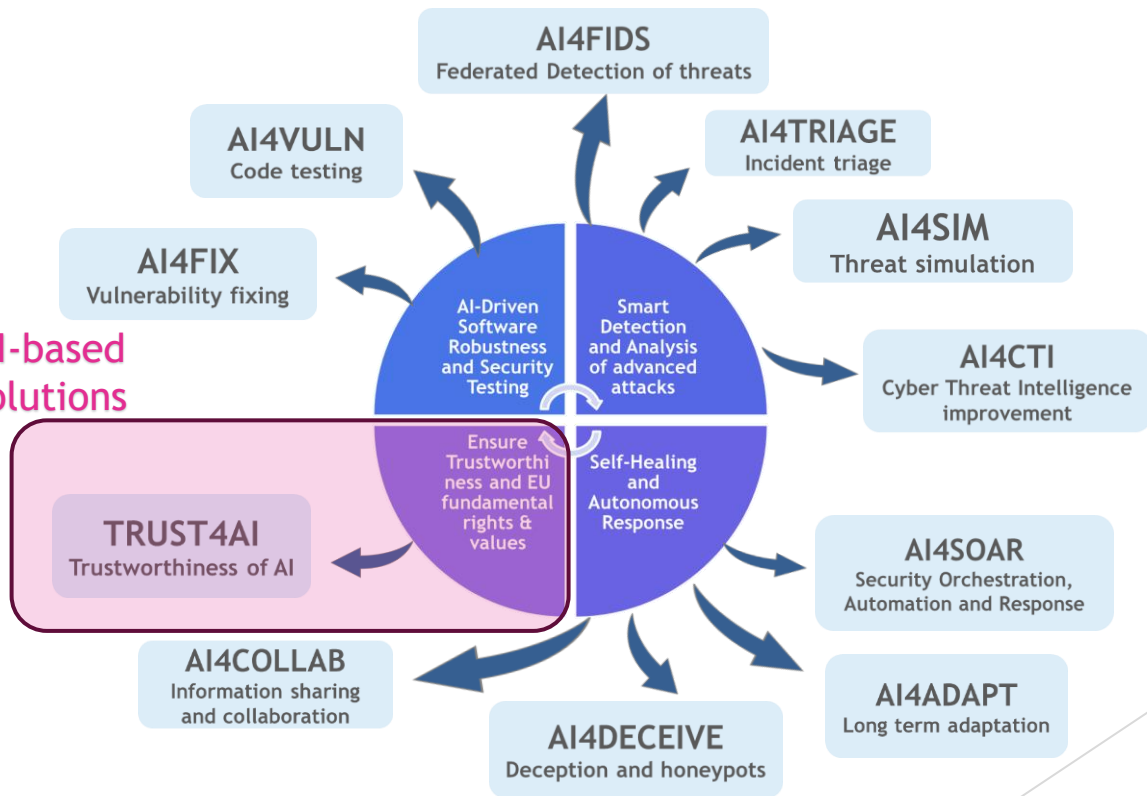 AI4FIDS
Federated Detection of threats
AI4VULN
Code testing
AI4TRIAGE
Incident triage
AI4SIM
Threat simulation
AI4FIX
Vulnerability fixing
AI-Driven
Software
Robustness
and Security
Testing
Smart
Detection
and Analysis
of advanced
attacks
I-based
olutions
AI4CTI
Cyber Threat Intelligence
improvement
Ensure
Trustworthi
ness and EU
fundamental
rights &
values
Self-Healing
and
Autonomous
Response
TRUST4AI
Trustworthiness of AI
AI4SOAR
Security Orchestration,
Automation and Response
AI4COLLAB
Information sharing
and collaboration
AI4ADAPT
Long term adaptation
AI4DECEIVE
Deception and honeypots